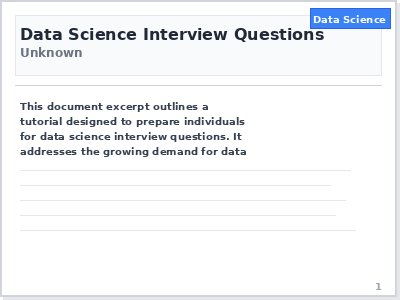 Data Science
Data Science Interview Questions
Unknown
This document excerpt outlines a
tutorial designed to prepare individuals
for data science interview questions. It
addresses the growing demand for data
1